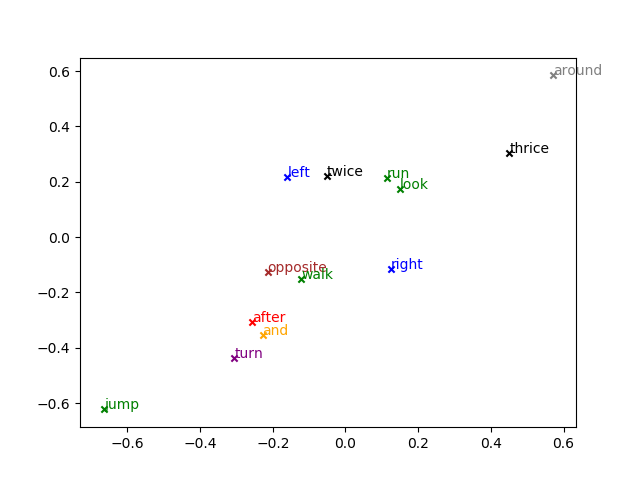 around
0.6
0.4
thrice
left
twice
run
look
0.2
0.0
right
opposite
walk
−0.2
after
and
turn
−0.4
jump
−0.6
−0.6
−0.4
−0.2
0.0
0.2
0.4
0.6